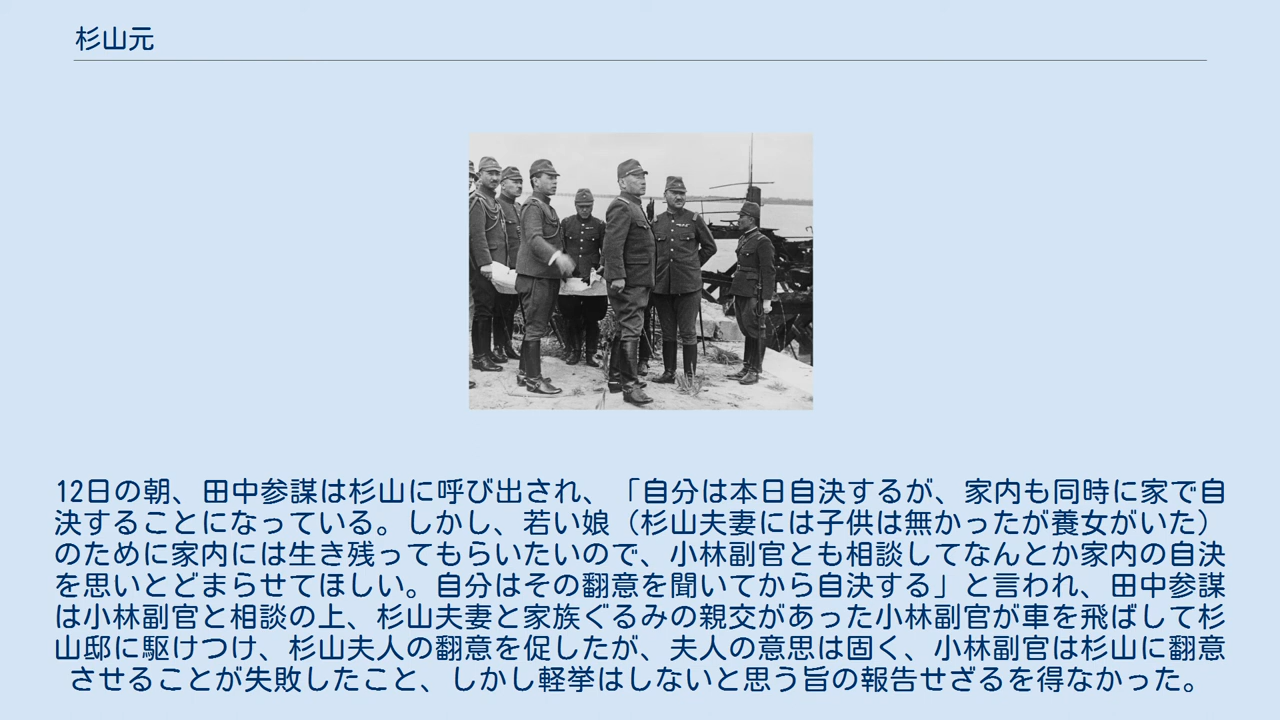 杉山元
12日の朝、田中参謀は杉山に呼び出され、「自分は本日自決するが、家内も同時に家で自
決することになっている。しかし、若い娘（杉山夫妻には子供は無かったが養女がいた）
のために家内には生き残ってもらいたいので、小林副官とも相談してなんとか家内の自決
を思いとどまらせてほしい。自分はその翻意を聞いてから自決する」と言われ、田中参謀
は小林副官と相談の上、杉山夫妻と家族ぐるみの親交があった小林副官が車を飛ばして杉
山邸に駆けつけ、杉山夫人の翻意を促したが、夫人の意思は固く、小林副官は杉山に翻意
させることが失敗したこと、しかし軽挙はしないと思う旨の報告せざるを得なかった。